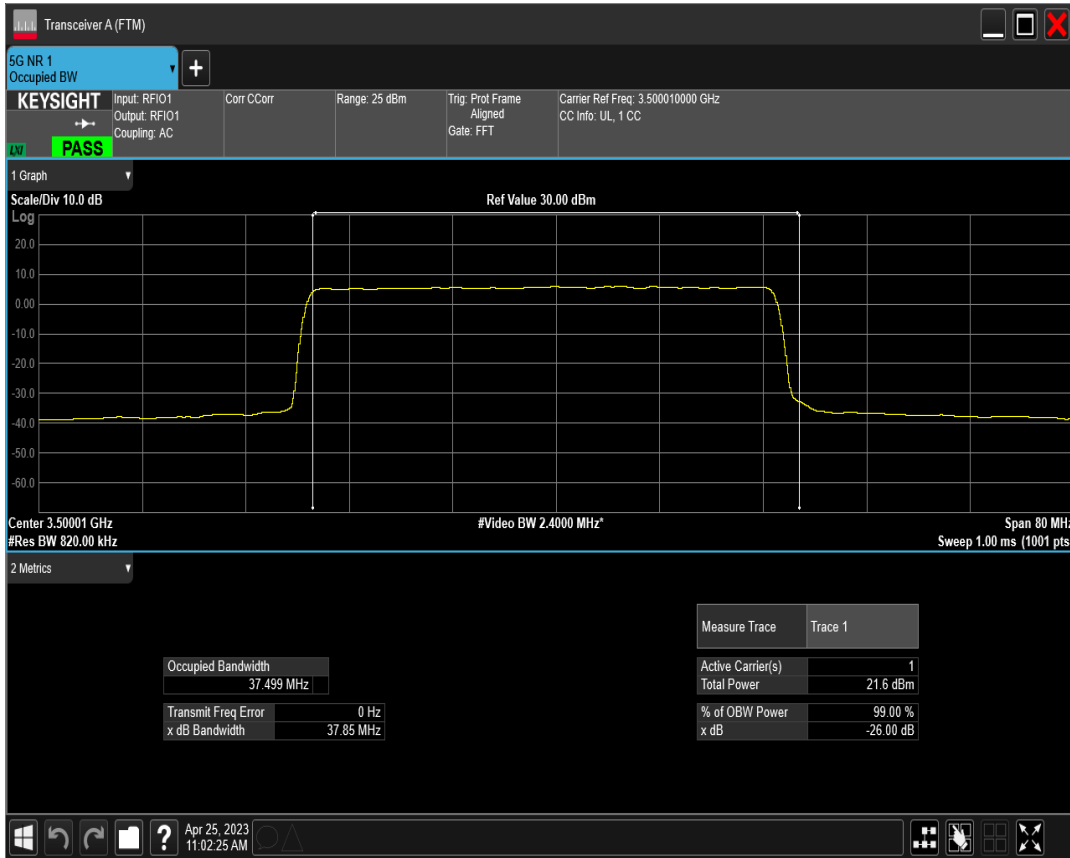 Transceiver A (FTM)
5G NR 1
Occupied BW
+
KEYSIGHT
LXI
PASS
Input: RFIO1
Output: RFIO1
Coupling: AC
Corr CCorr
Range: 25 dBm
Trig: Prot Frame
Aligned
Gate: FFT
Carrier Ref Freq: 3.500010000 GHz
CC Info: UL, 1 CC
1 Graph
Scale/Div 10.0 dB
Ref Value 30.00 dBm
Log
20.0
10.0
0.00
-10.0
-20.0
-30.0
-40.0
-50.0
-60.0
Center 3.50001 GHz
#Video BW 2.4000 MHz*
Span 80 MHz
#Res BW 820.00 kHz
Sweep 1.00 ms (1001 pts
2 Metrics
Measure Trace Trace 1
Occupied Bandwidth
37.499 MHz
Active Carrier(s) 1
Total Power 21.6 dBm
Transmit Freq Error 0 Hz
x dB Bandwidth 37.85 MHz
% of OBW Power 99.00 %
x dB -26.00 dB
?
Apr 25, 2023
11:02:25 AM